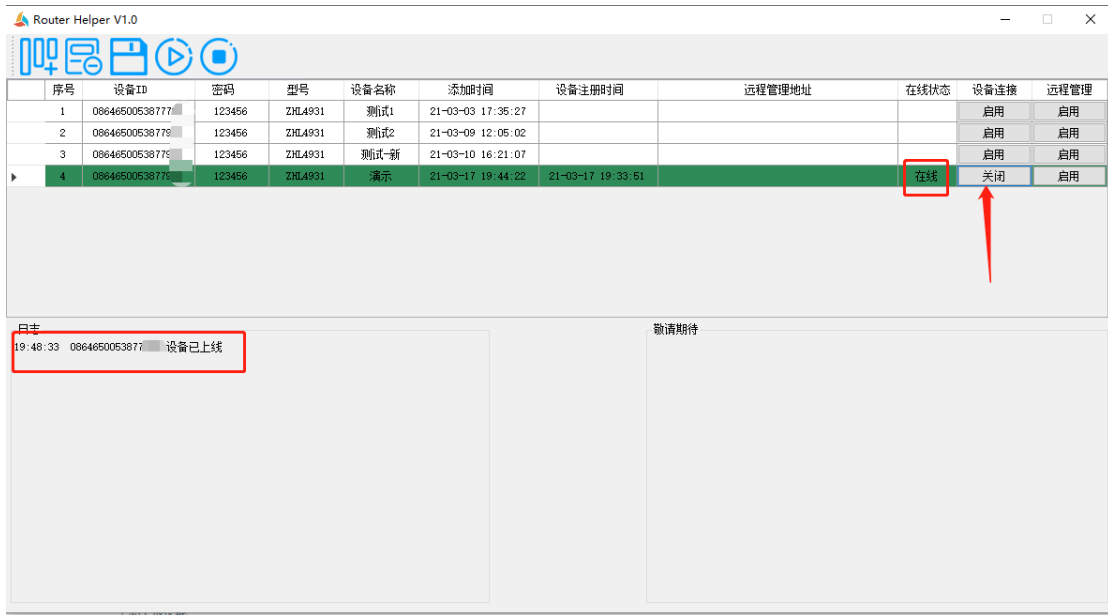 Router Helper V1.0
序号 设备ID 密码 型号 设备名称 添加时间 设备注册时间 远程管理地址 在线状态 设备连接 远程管理
1 08646500538777 123456 ZHL4931 测试1 21-03-03 17:35:27 启用 启用
2 08646500538779 123456 ZHL4931 测试2 21-03-09 12:05:02 启用 启用
3 08646500538779 123456 ZHL4931 测试-新 21-03-10 16:21:07 启用 启用
4 08646500538779 123456 ZHL4931 演示 21-03-17 19:44:22 21-03-17 19:33:51 在线 关闭 启用
日志 敬请期待
19:48:33 086465005387 设备已上线